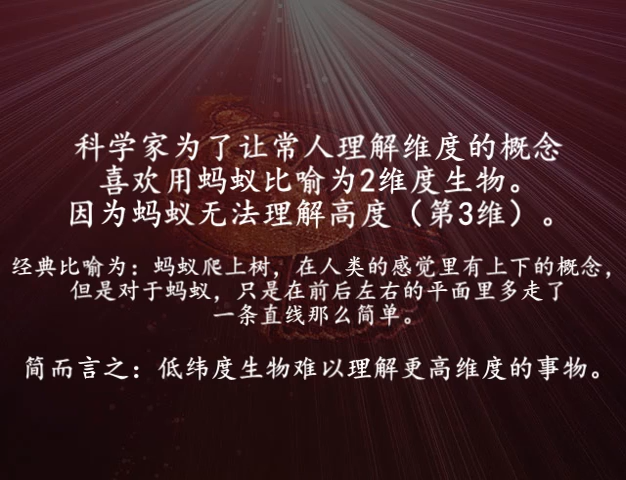 科学家为了让常人理解维度的概念
喜欢用蚂蚁比喻为2维度生物。
因为蚂蚁无法理解高度（第3维）。
经典比喻为：蚂蚁爬上树，在人类的感觉里有上下的概念，
但是对于蚂蚁，只是在前后左右的平面里多走了
一条直线那么简单。
简而言之：低纬度生物难以理解更高维度的事物。